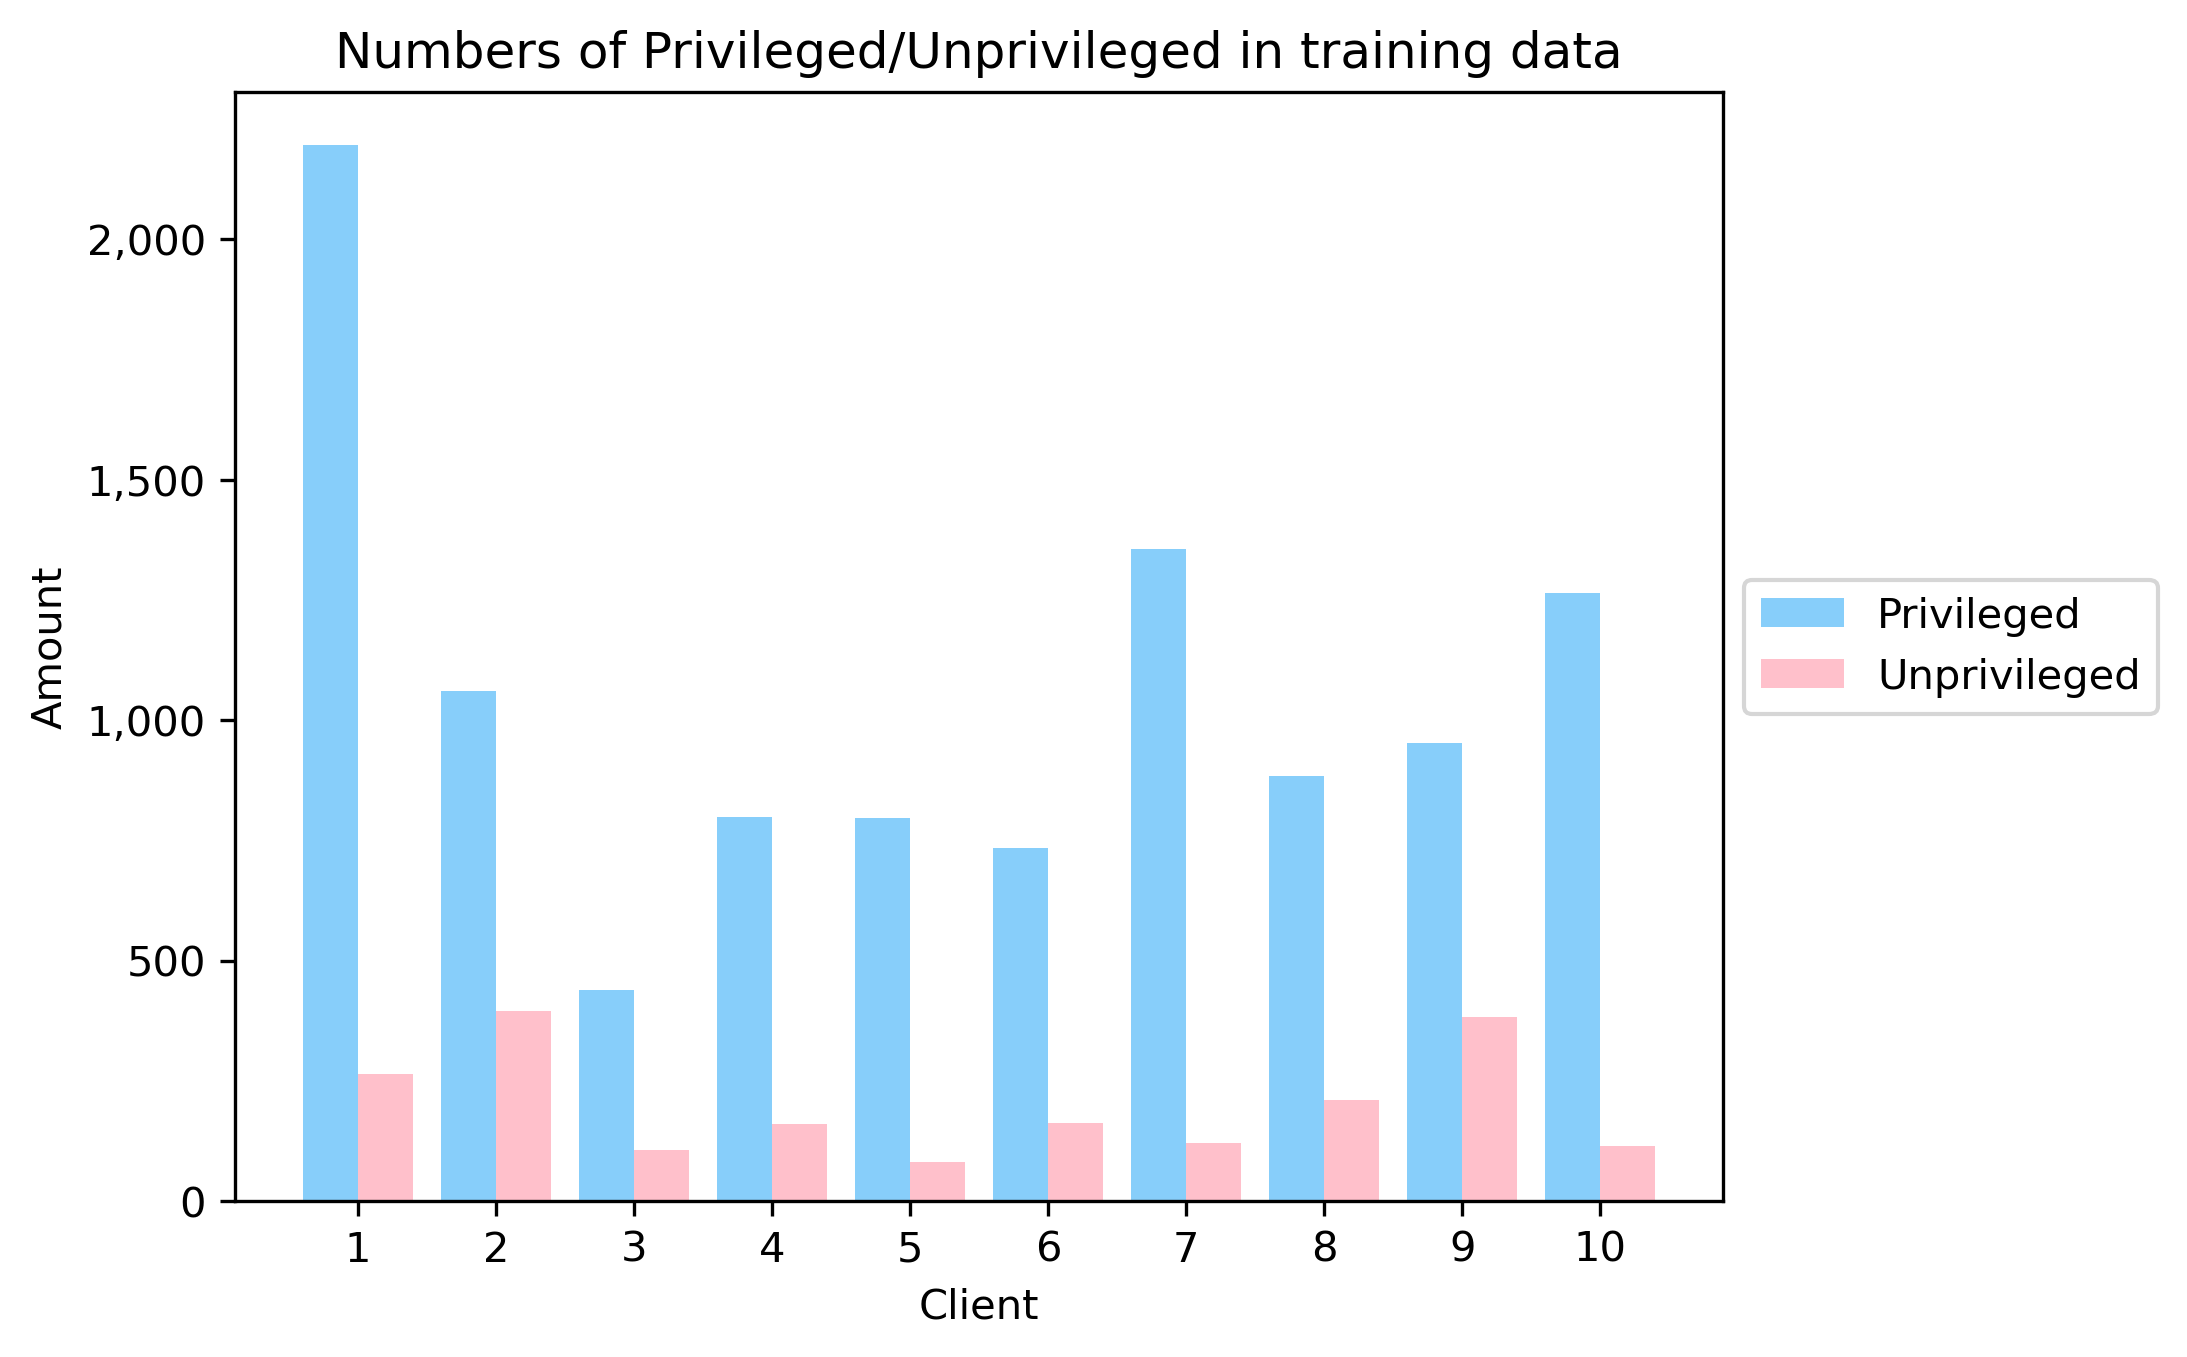 Numbers of Privileged/Unprivileged in training data
2,000
1,500
1,000
500
0
Amount
1 2 3 4 5 6 7 8 9 10
Client
Privileged
Unprivileged